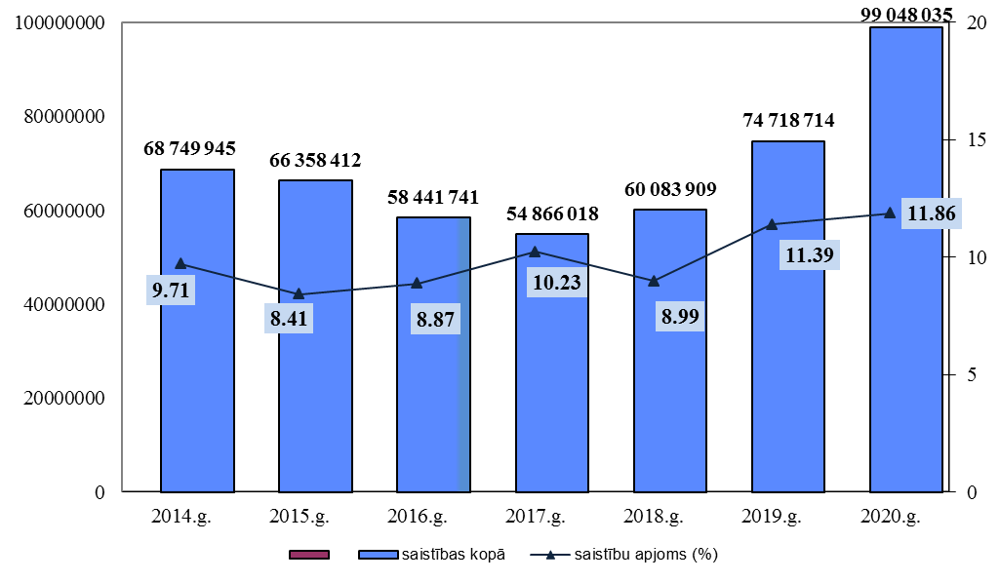 99 048 035
100000000
20
80000000
74 718 714
15
68 749 945
66 358 412
58 441 741
54 866 018
60 083 909
60000000
11.86
11.39
10
9.71
10.23
8.41
8.87
8.99
40000000
5
20000000
0
0
2014.g.
2015.g.
2016.g.
2017.g.
2018.g.
2019.g.
2020.g.
saistības kopā
saistību apjoms (%)